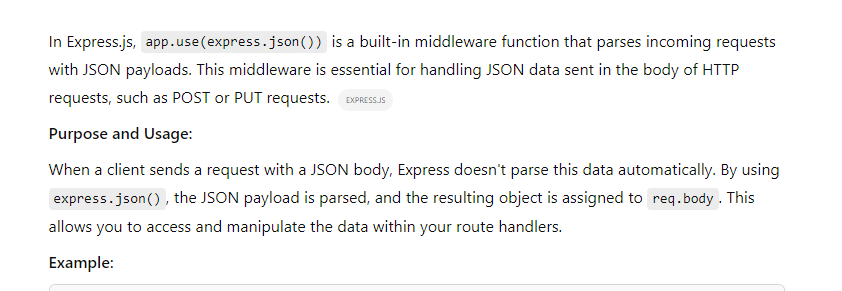 In Express.js, app.use(express.json()) is a built-in middleware function that parses incoming requests
with JSON payloads. This middleware is essential for handling JSON data sent in the body of HTTP
requests, such as POST or PUT requests. EXPRESS.JS
Purpose and Usage:
When a client sends a request with a JSON body, Express doesn't parse this data automatically. By using
express.json(), the JSON payload is parsed, and the resulting object is assigned to req.body. This
allows you to access and manipulate the data within your route handlers.
Example: